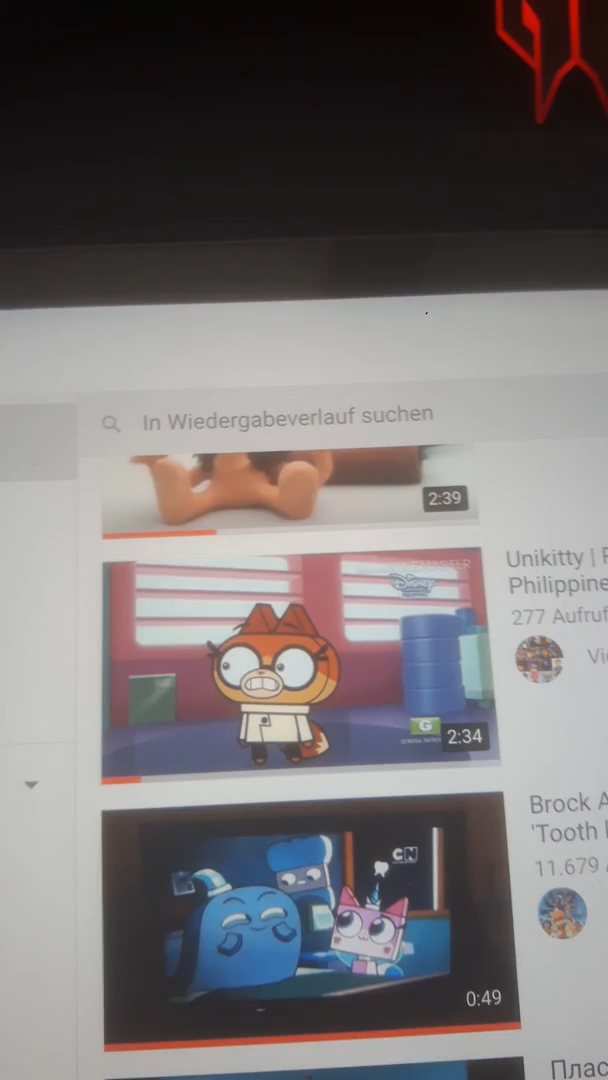 In Wiedergabeverlauf suchen
2:39
Unikitty | 
Philippine
277 Aufruf
DISNEY
G
2:34
Brock A
'Tooth
11.679
CN
0:49
Плас